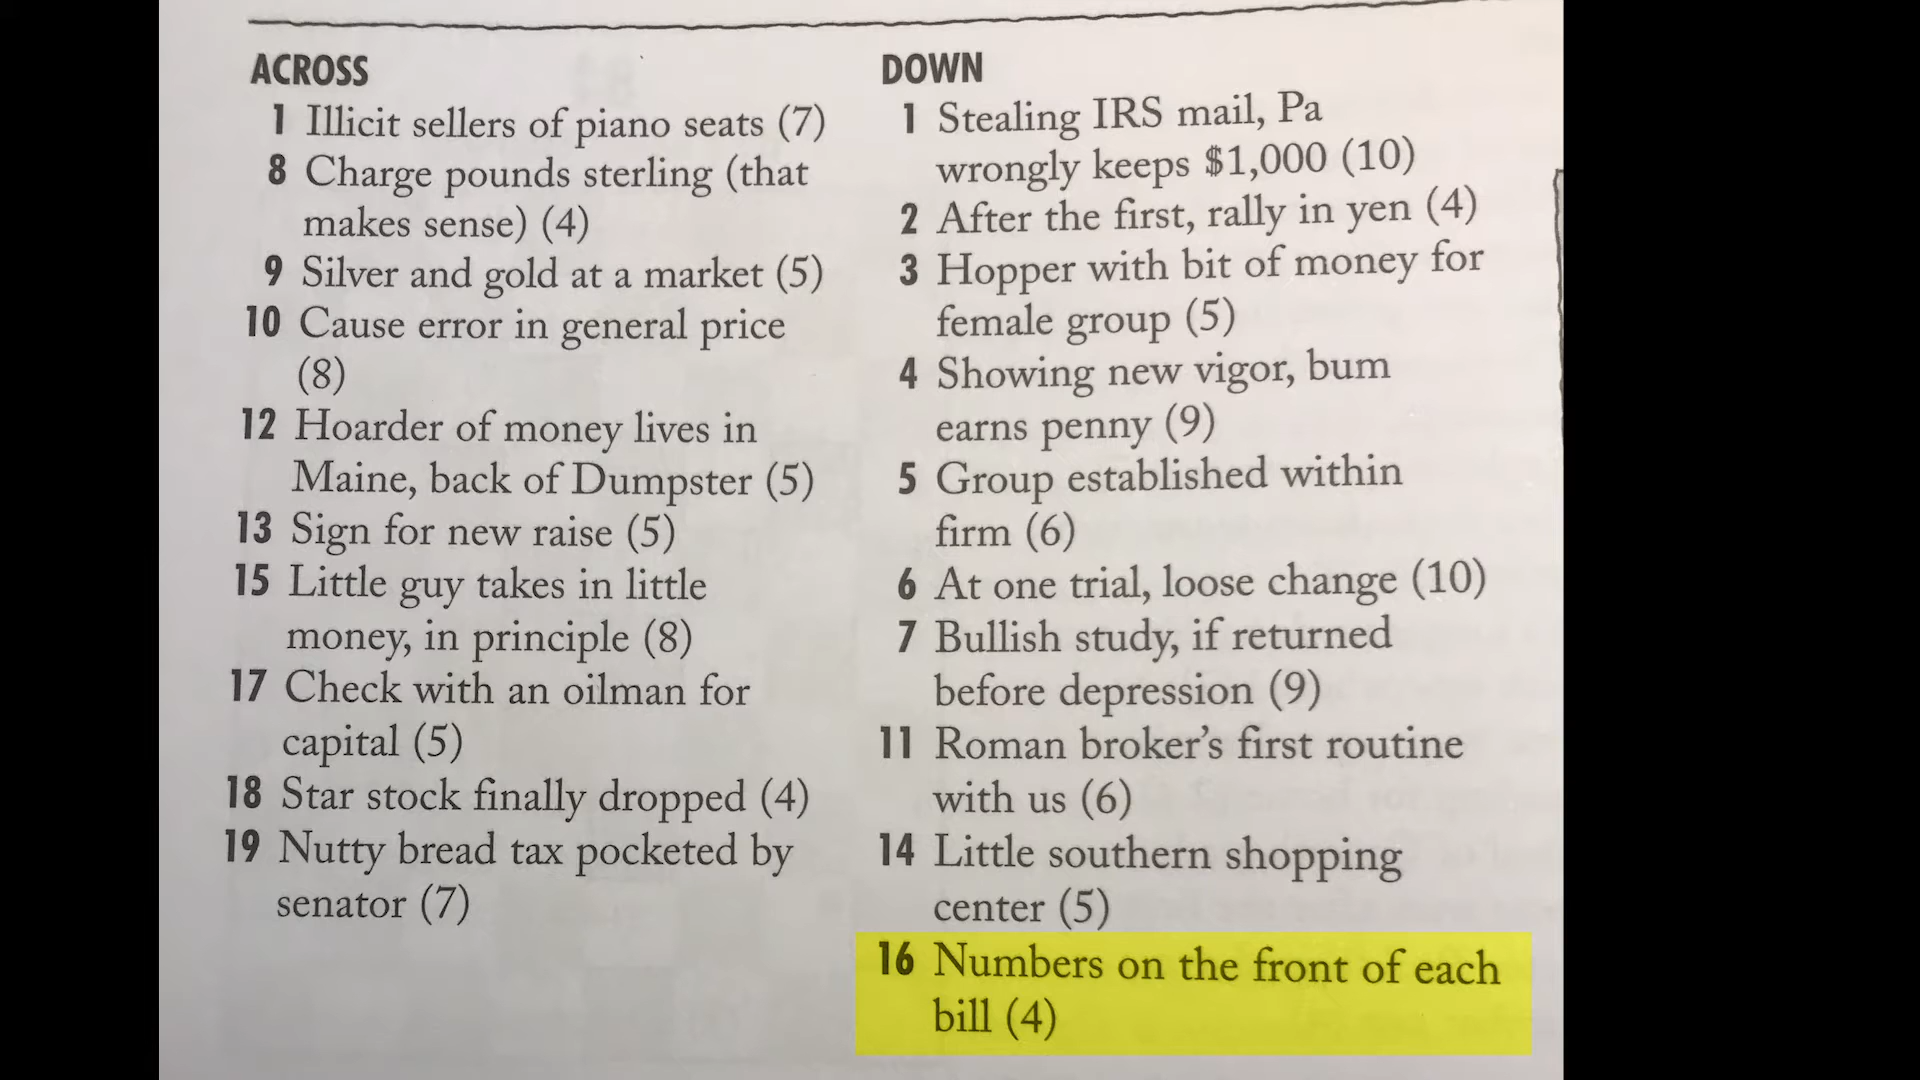 ACROSS
1 Illicit sellers of piano seats (7)
8 Charge pounds sterling (that
makes sense) (4)
9 Silver and gold at a market (5)
10 Cause error in general price
(8)
12 Hoarder of money lives in
Maine, back of Dumpster (5)
13 Sign for new raise (5)
15 Little guy takes in little
money, in principle (8)
17 Check with an oilman for
capital (5)
18 Star stock finally dropped (4)
19 Nutty bread tax pocketed by
senator (7)
DOWN
1 Stealing IRS mail, Pa
wrongly keeps $1,000 (10)
2 After the first, rally in yen (4)
3 Hopper with bit of money for
female group (5)
4 Showing new vigor, bum
earns penny (9)
5 Group established within
firm (6)
6 At one trial, loose change (10)
7 Bullish study, if returned
before depression (9)
11 Roman broker's first routine
with us (6)
14 Little southern shopping
center (5)
16 Numbers on the front of each
bill (4)